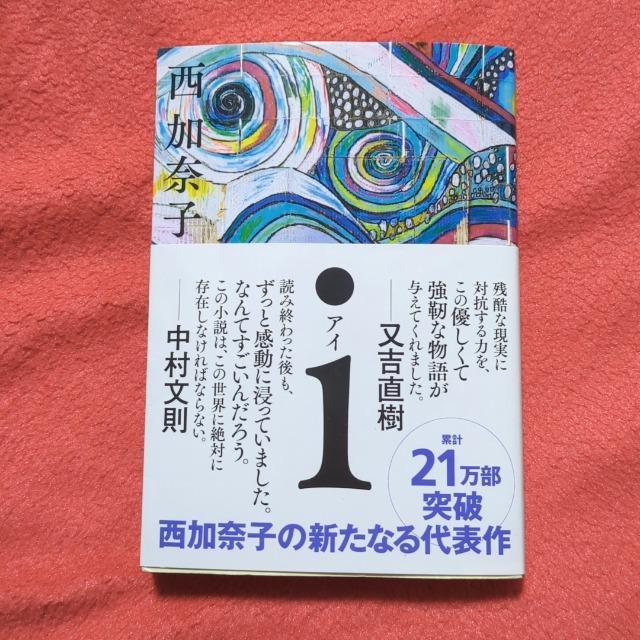 西加奈子
i
アイ
残酷な現実に
対抗する力を、
この優しくて
強靭な物語が
与えてくれました。
──又吉直樹
読み終わった後も、
ずっと感動に浸っていました。
なんてすごいんだろう。
この小説は、この世界に絶対に
存在しなければならない。
──中村文則
累計
21万部
突破
西加奈子の新たなる代表作